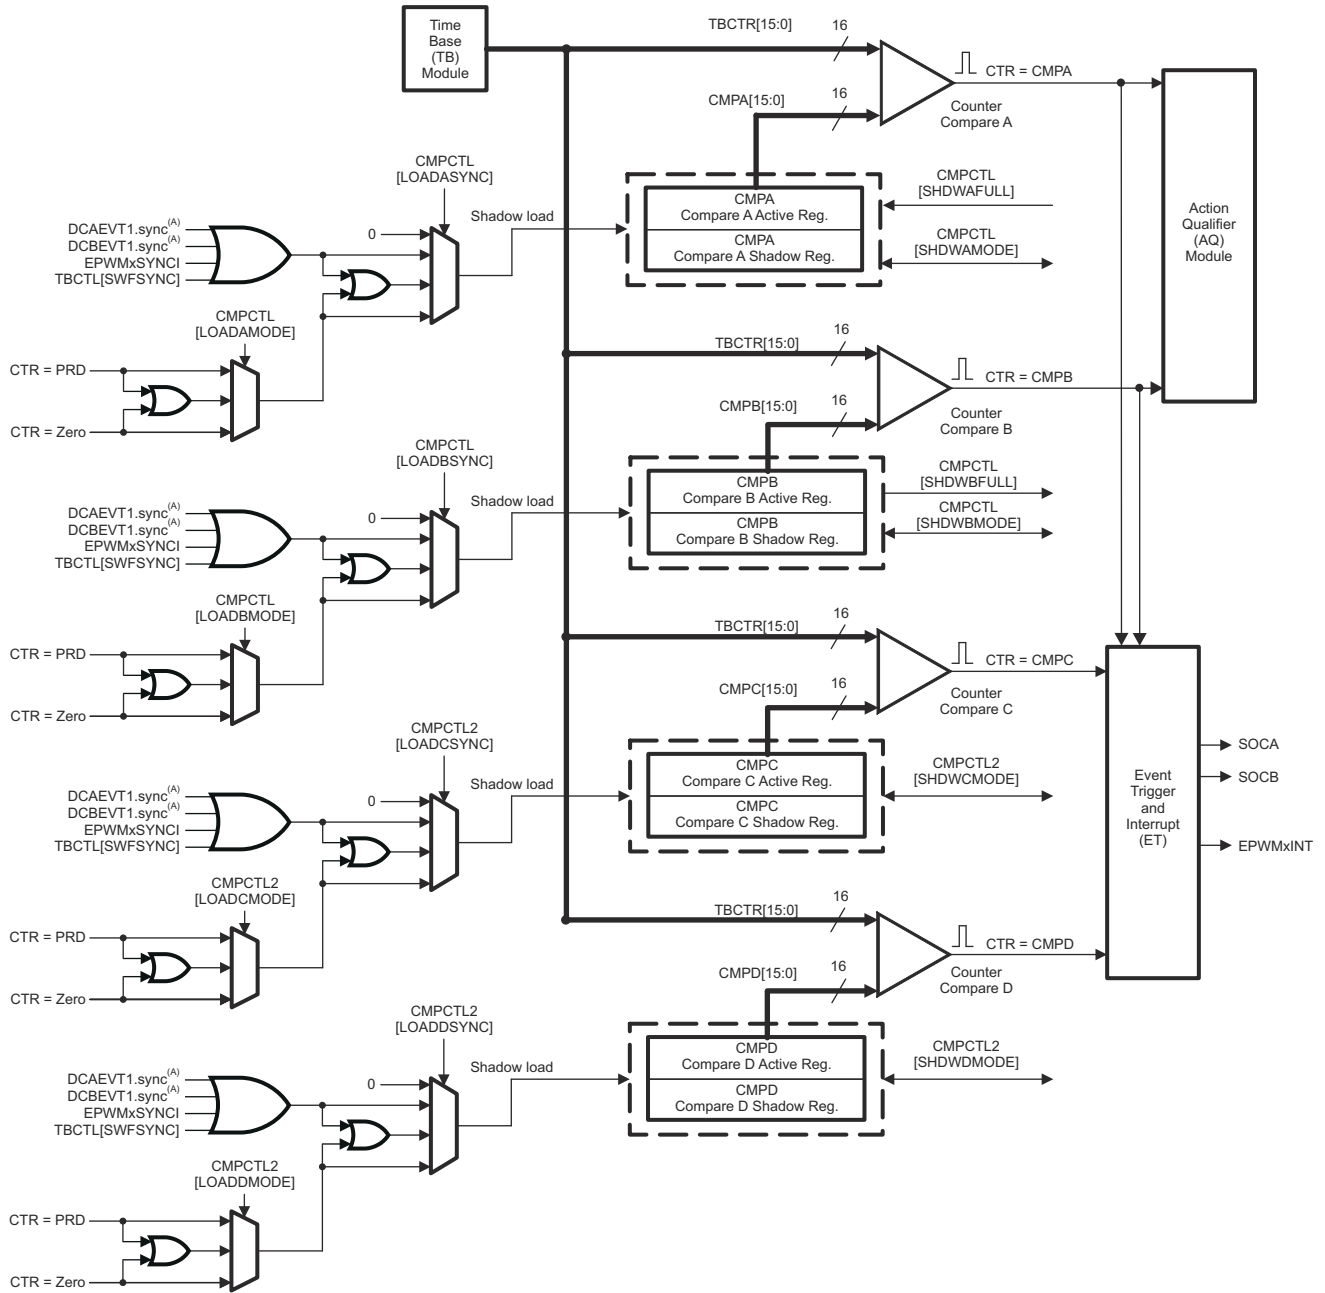 Time
Base
(TB)
Module
TBCTR[15:0]
16
CTR = CMPA
CMPA[15:0]
16
Counter
Compare A
CMPCTL
[LOADASYNC]
Shadow load
0
DCAEVT1.sync(A)
DCBEVT1.sync(A)
EPWMxSYNCI
TBCTL[SWFSYNC]
CMPA
Compare A Active Reg.
CMPA
Compare A Shadow Reg.
CMPCTL
[SHDWAFULL]
CMPCTL
[SHDWAMODE]
Action
Qualifier
(AQ)
Module
CMPCTL
[LOADAMODE]
CTR = PRD
CTR = Zero
TBCTR[15:0]
16
CTR = CMPB
CMPB[15:0]
16
Counter
Compare B
CMPCTL
[LOADBSYNC]
Shadow load
0
DCAEVT1.sync(A)
DCBEVT1.sync(A)
EPWMxSYNCI
TBCTL[SWFSYNC]
CMPB
Compare B Active Reg.
CMPB
Compare B Shadow Reg.
CMPCTL
[SHDWBFULL]
CMPCTL
[SHDWBMODE]
CMPCTL
[LOADBMODE]
CTR = PRD
CTR = Zero
TBCTR[15:0]
16
CTR = CMPC
CMPC[15:0]
16
Counter
Compare C
CMPCTL2
[LOADCSYNC]
Shadow load
0
DCAEVT1.sync(A)
DCBEVT1.sync(A)
EPWMxSYNCI
TBCTL[SWFSYNC]
CMPC
Compare C Active Reg.
CMPC
Compare C Shadow Reg.
CMPCTL2
[SHDWCMODE]
Event
Trigger
and
Interrupt
(ET)
SOCA
SOCB
EPWMxINT
CMPCTL2
[LOADCMODE]
CTR = PRD
CTR = Zero
TBCTR[15:0]
16
CTR = CMPD
CMPD[15:0]
16
Counter
Compare D
CMPCTL2
[LOADDSYNC]
Shadow load
0
DCAEVT1.sync(A)
DCBEVT1.sync(A)
EPWMxSYNCI
TBCTL[SWFSYNC]
CMPD
Compare D Active Reg.
CMPD
Compare D Shadow Reg.
CMPCTL2
[SHDWDMODE]
CMPCTL2
[LOADDMODE]
CTR = PRD
CTR = Zero